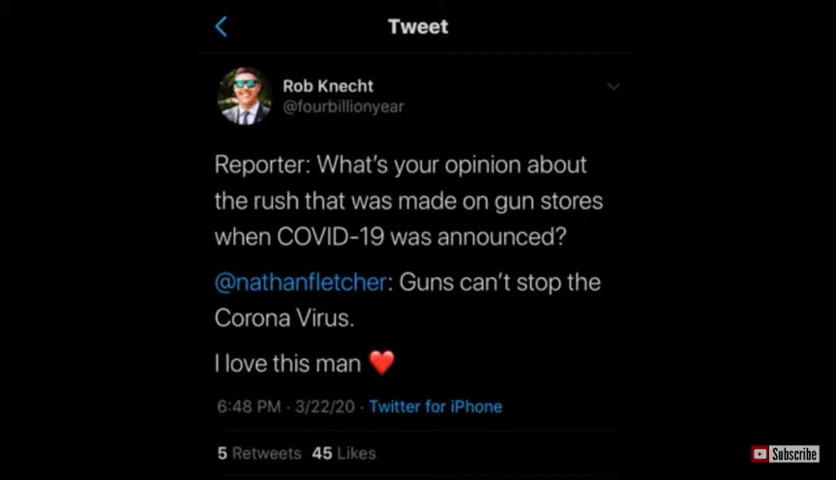 Tweet
Rob Knecht
@fourbillionyear
Reporter: What's your opinion about
the rush that was made on gun stores
when COVID-19 was announced?
@nathanfletcher: Guns can't stop the
Corona Virus.
I love this man ❤️
6:48 PM · 3/22/20 · Twitter for iPhone
5 Retweets 45 Likes
Subscribe